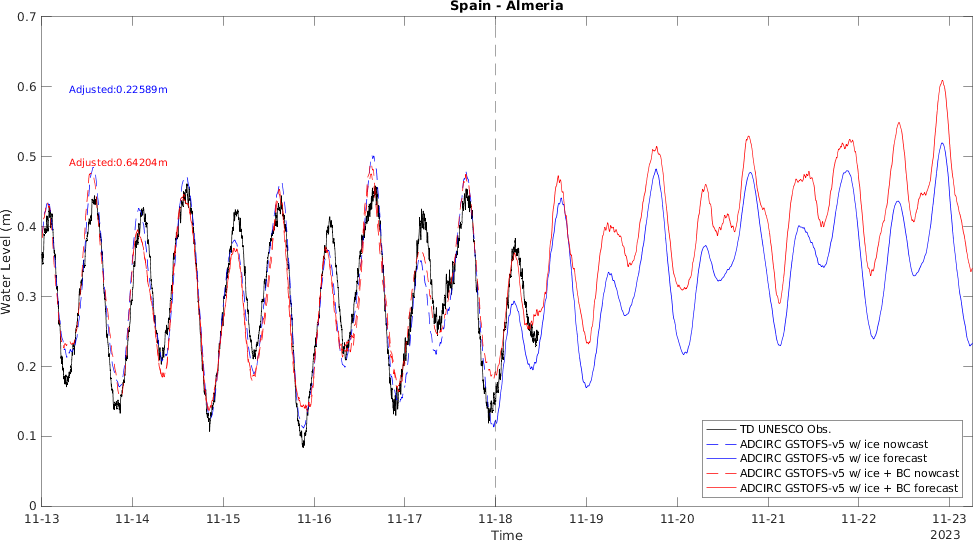 Spain - Almeria
0.7
0.6
0.5
0.4
0.3
0.2
0.1
0
Water Level (m)
Adjusted:0.22589m
Adjusted:0.64204m
TD UNESCO Obs.
ADCIRC GSTOFS-v5 w/ ice nowcast
ADCIRC GSTOFS-v5 w/ ice forecast
ADCIRC GSTOFS-v5 w/ ice + BC nowcast
ADCIRC GSTOFS-v5 w/ ice + BC forecast
11-13 11-14 11-15 11-16 11-17 11-18 11-19 11-20 11-21 11-22 11-23
2023
Time